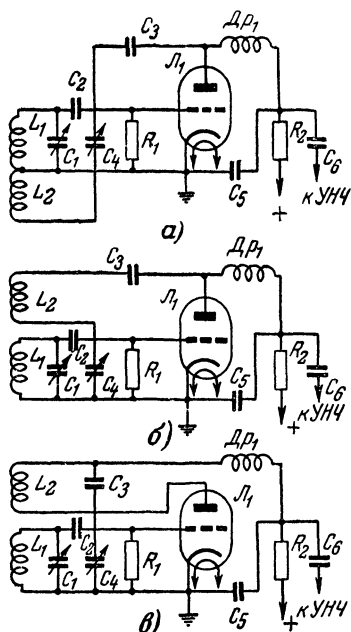 C₃ Др₁
Л₁
C₂
L₁ C₁ C₄ R₁ R₂
L₂ C₅ C₆
+ к УНЧ
а)
C₃ Др₁
L₂ Л₁
L₁ C₂ R₂
C₁ C₄ R₁ C₅ C₆
+ к УНЧ
б)
Др₁
L₂ C₃ Л₁
L₁ C₂ R₂
C₁ C₄ R₁ C₅ C₆
+ к УНЧ
в)